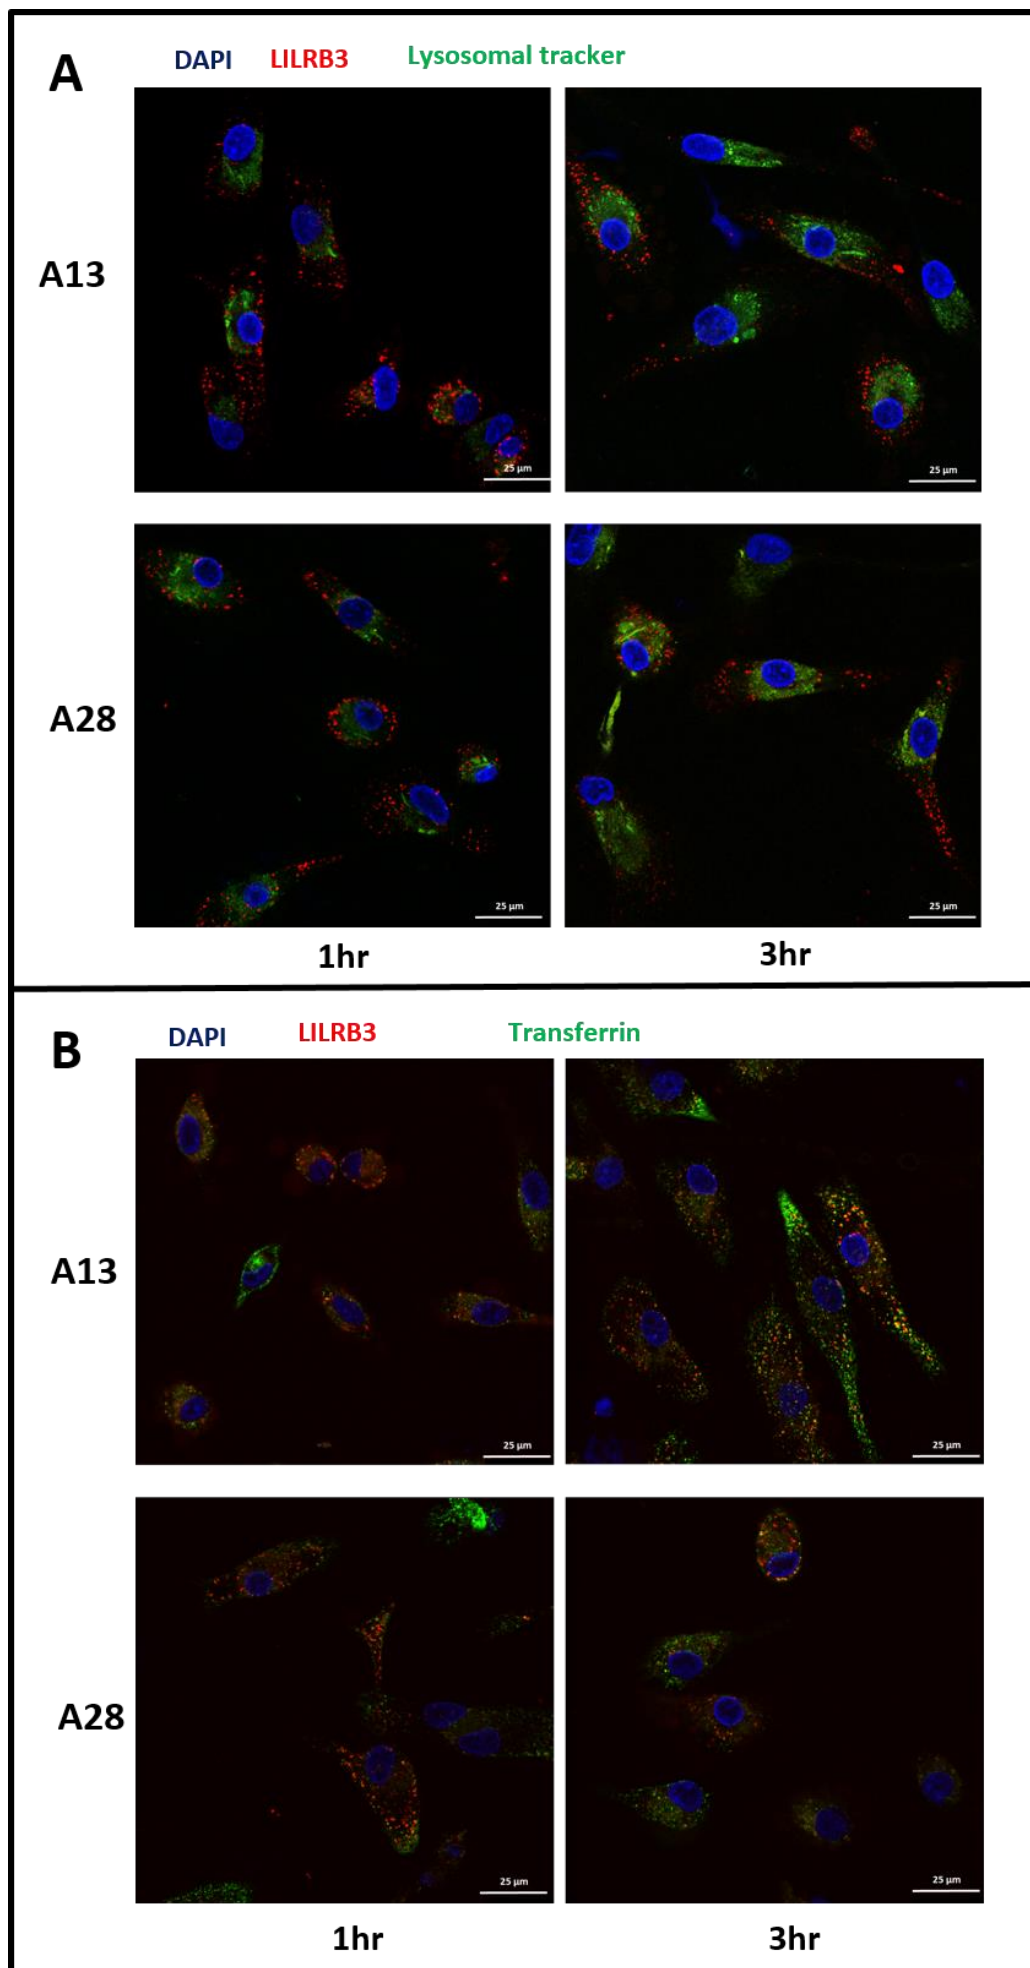 A
DAPI LILRB3 Lysosomal tracker
A13
25 µm
25 µm
A28
25 µm
25 µm
1hr 3hr
B
DAPI LILRB3 Transferrin
A13
25 µm
25 µm
A28
25 µm
25 µm
1hr 3hr